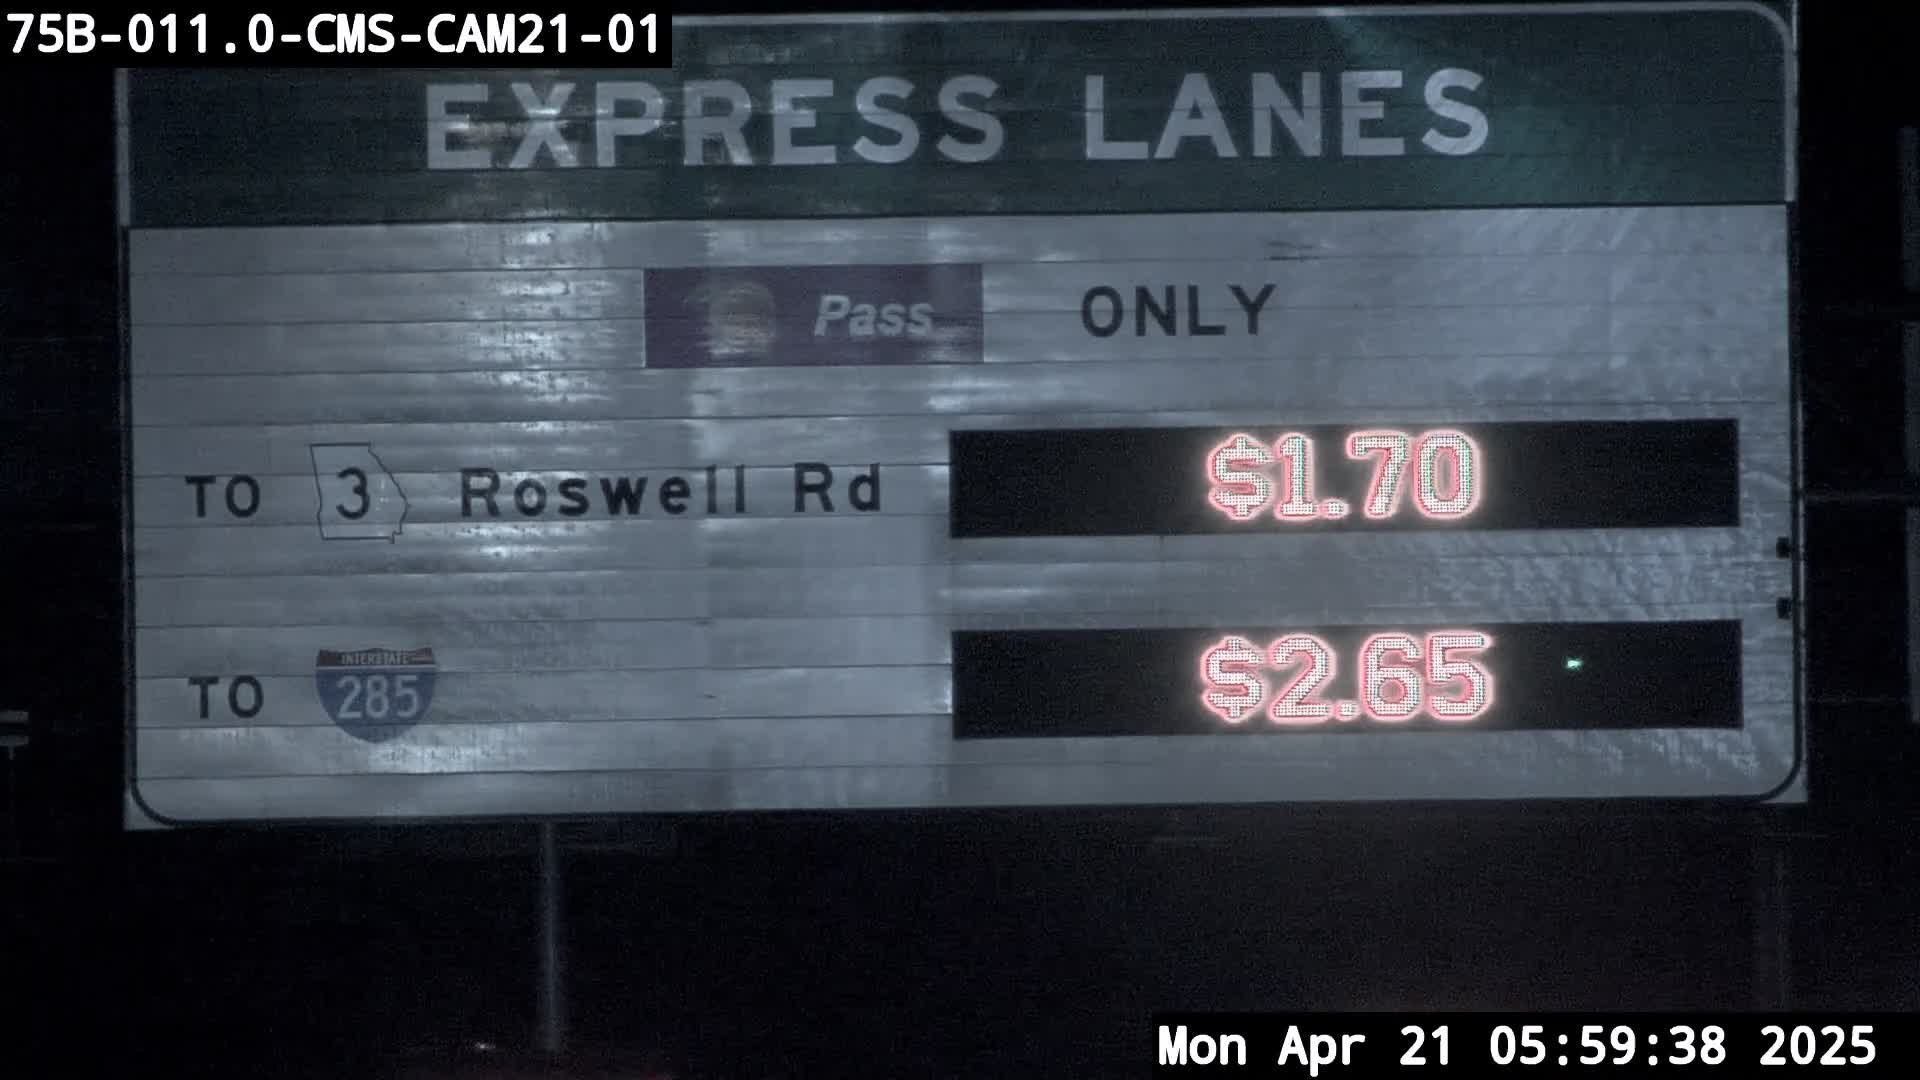 75B-011.0-CMS-CAM21-01
EXPRESS LANES
Pass ONLY
TO 3 Roswell Rd $1.70
INTERSTATE
TO 285 $2.65
Mon Apr 21 05:59:38 2025